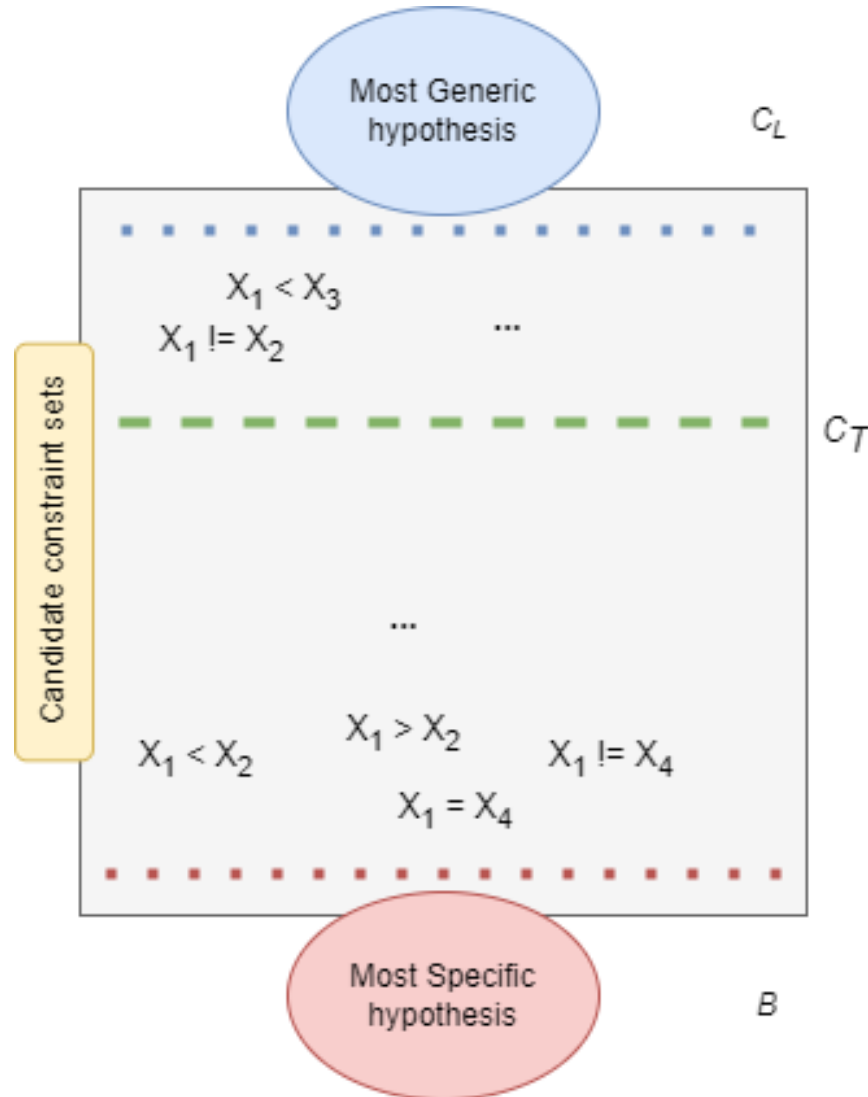 Most Generic
hypothesis
C_L
X_1 < X_3
X_1 != X_2
...
C_T
Candidate constraint sets
...
X_1 > X_2
X_1 < X_2
X_1 != X_4
X_1 = X_4
Most Specific
hypothesis
B